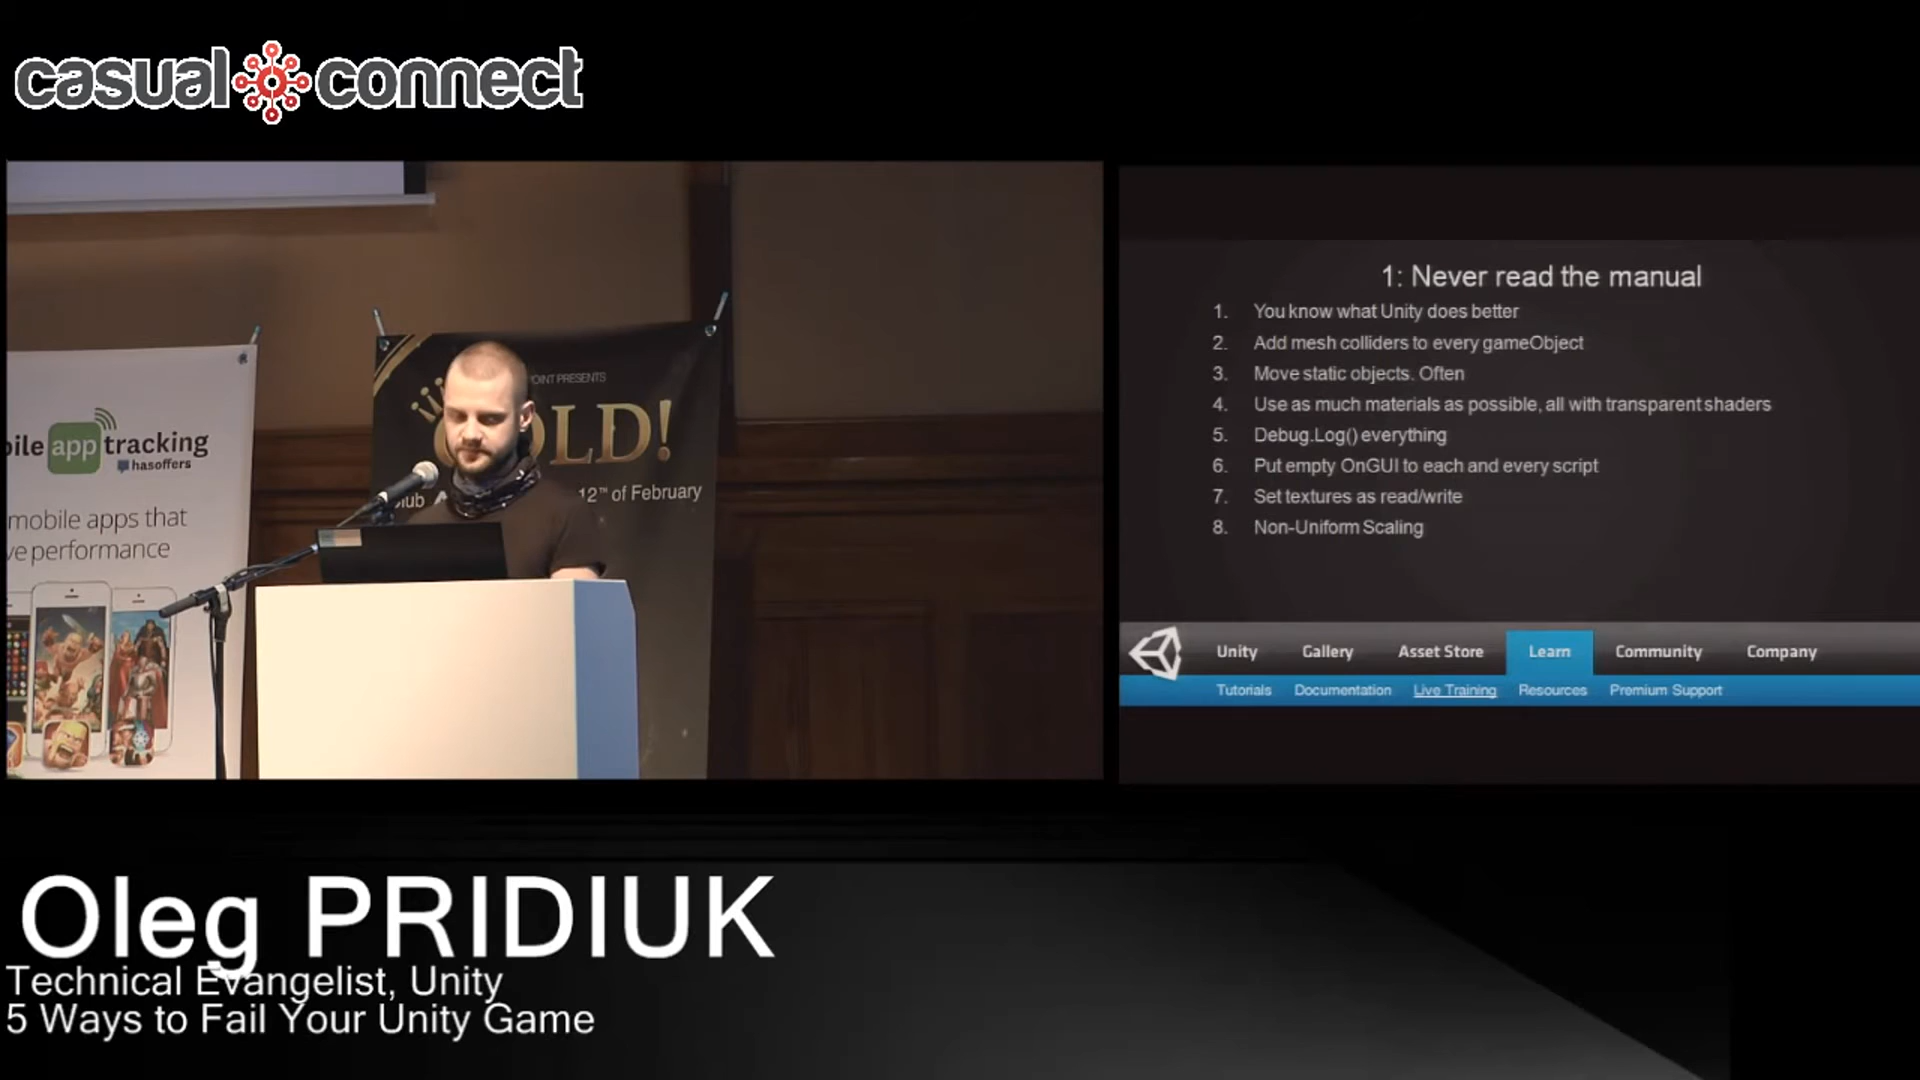 casual connect
app tracking
hasoffers
mobile apps that
performance
PRESENTS
12TH of February
1: Never read the manual
1. You know what Unity does better
2. Add mesh colliders to every gameObject
3. Move static objects. Often
4. Use as much materials as possible, all with transparent shaders
5. Debug.Log() everything
6. Put empty OnGUI to each and every script
7. Set textures as read/write
8. Non-Uniform Scaling
Unity Gallery Asset Store Learn Community Company
Tutorials Documentation Live Training Resources Premium Support
Oleg PRIDIUK
Technical Evangelist, Unity
5 Ways to Fail Your Unity Game